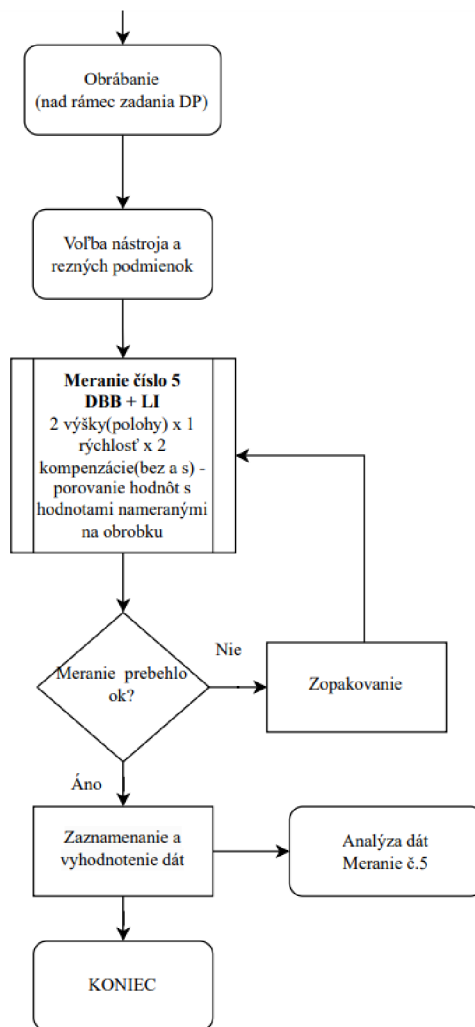 Obrábanie
(nad rámec zadania DP)
Voľba nástroja a
rezných podmienok
Meranie číslo 5
DBB + LI
2 výšky(polohy) x 1
rýchlosť x 2
kompenzácie(bez a s) -
porovanie hodnôt s
hodnotami nameranými
na obrobku
Meranie prebehlo
ok?
Nie
Zopakovanie
Áno
Zaznamenanie a
vyhodnotenie dát
Analýza dát
Meranie č.5
KONIEC